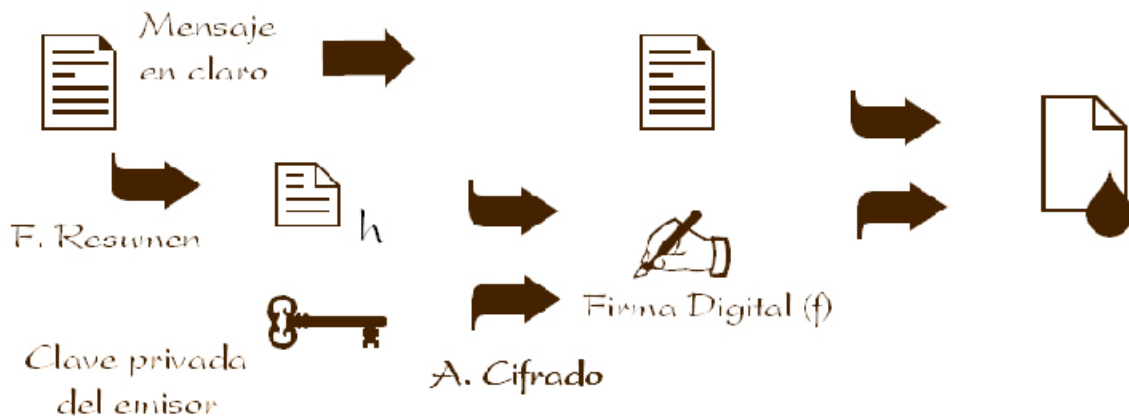 Mensaje
en claro
F. Resumen
h
Firma Digital (f)
Clave privada
del emisor
A. Cifrado